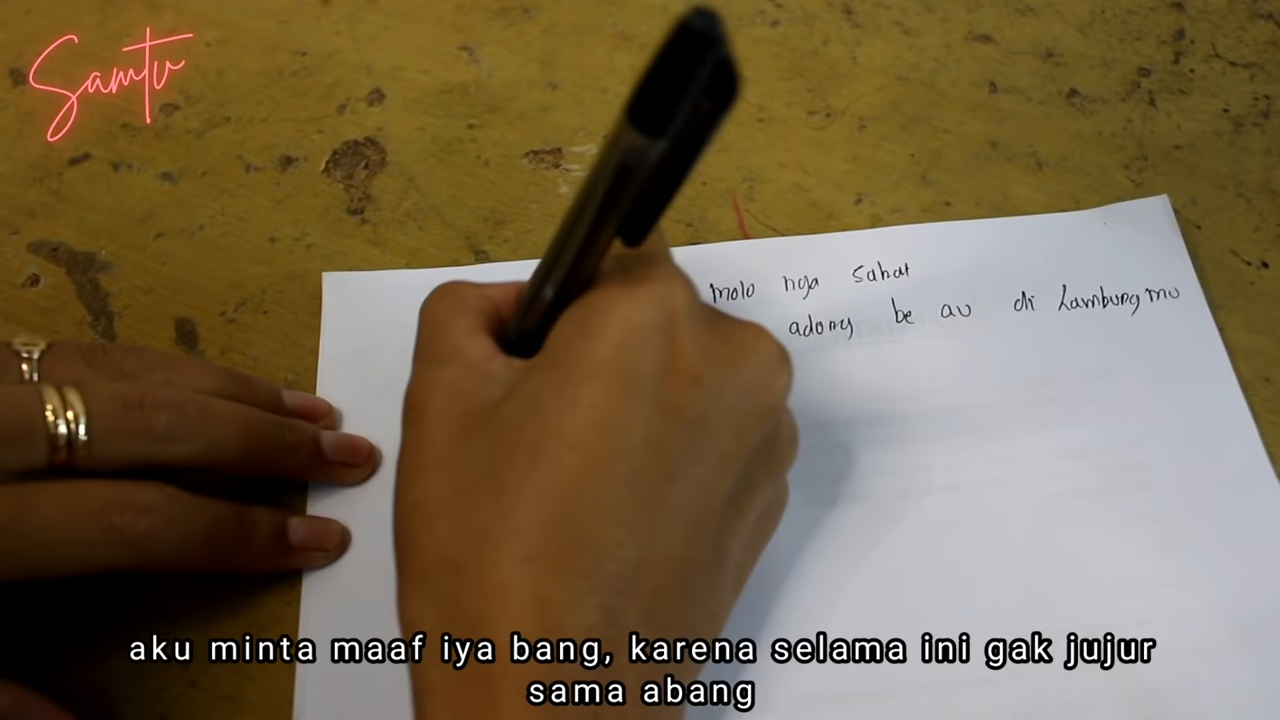 Samtv
molo nga sahat
adong be au di Lambungmu
aku minta maaf iya bang, karena selama ini gak jujur
sama abang